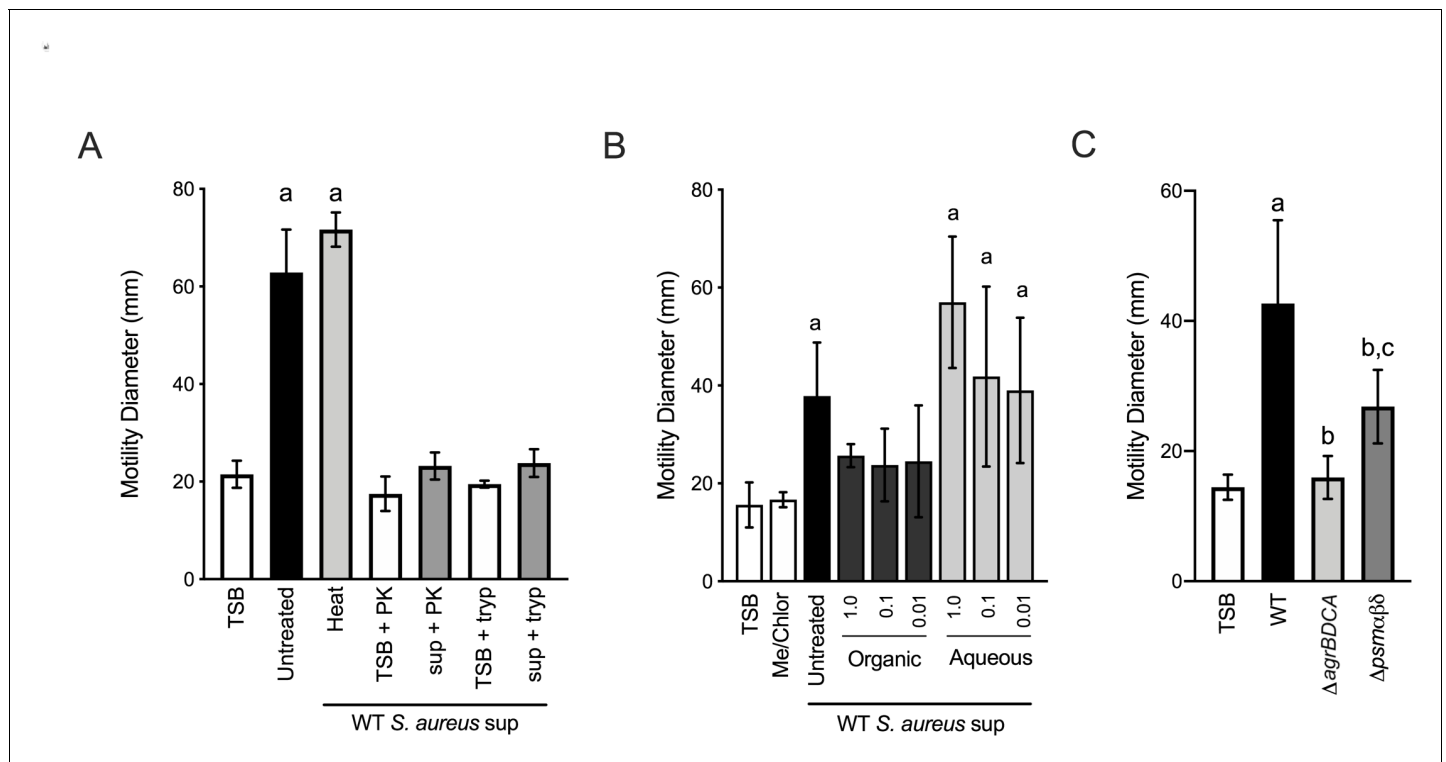 A
Motility Diameter (mm)
80
60
40
20
0
a
a
TSB
Untreated
Heat
TSB + PK
sup + PK
TSB + tryp
sup + tryp
WT S. aureus sup
B
Motility Diameter (mm)
80
60
40
20
0
a
a
a
a
TSB
Me/Chlor
Untreated
1.0
0.1
0.01
1.0
0.1
0.01
Organic
Aqueous
WT S. aureus sup
C
Motility Diameter (mm)
60
40
20
0
a
b
b,c
TSB
WT
ΔagrBDCA
Δpsmαβδ